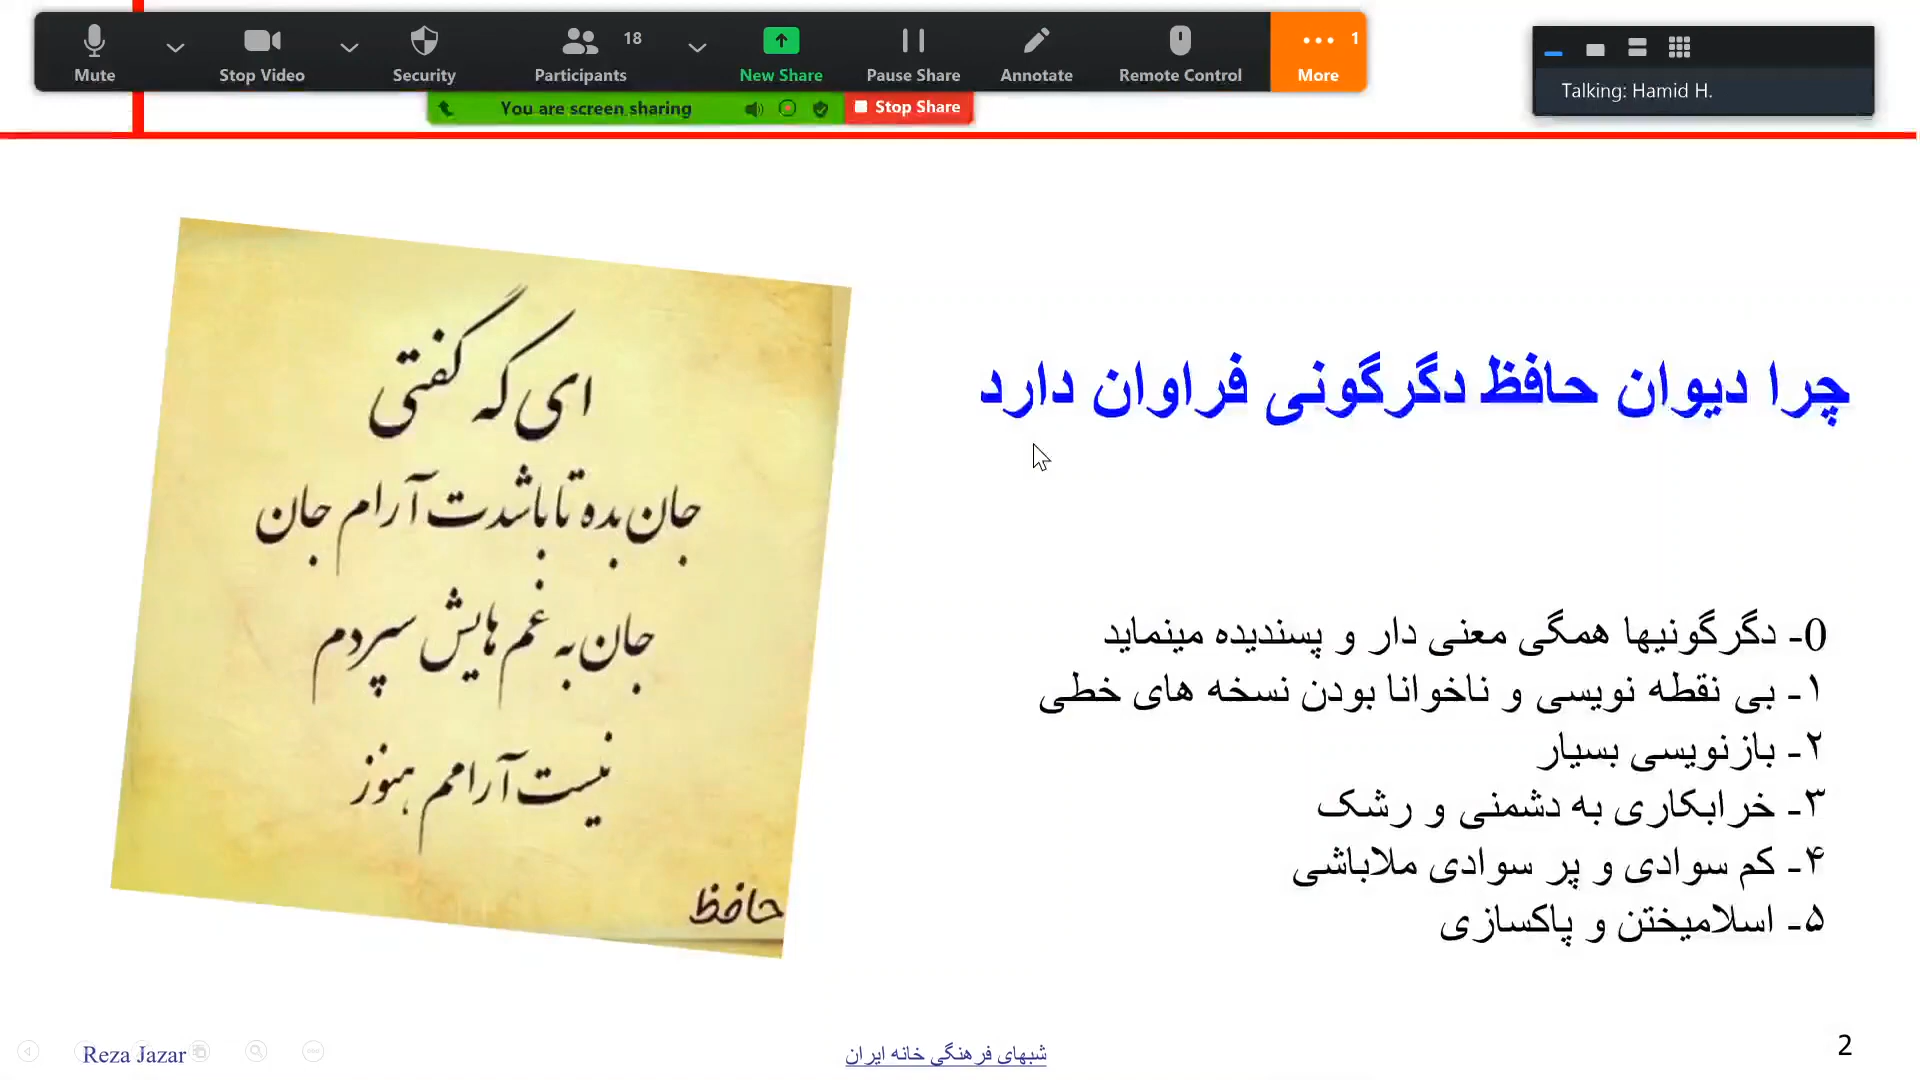 Mute
Stop Video
Security
Participants
18
New Share
Pause Share
Annotate
Remote Control
More
1
You are screen sharing
Stop Share
Talking: Hamid H.
چرا دیوان حافظ دگرگونی فراوان دارد
ای که گفتی
جان بده تا باشدت آرام جان
جان به غم هایش سپردم
نیست آرامم هنوز
حافظ
0- دگرگونیها همگی معنی دار و پسندیده مینماید
۱- بی نقطه نویسی و ناخوانا بودن نسخه های خطی
۲- بازنویسی بسیار
۳- خرابکاری به دشمنی و رشک
۴- کم سوادی و پر سوادی ملاباشی
۵- اسلامیختن و پاکسازی
Reza Jazar
شبهای فرهنگی خانه ایران
2